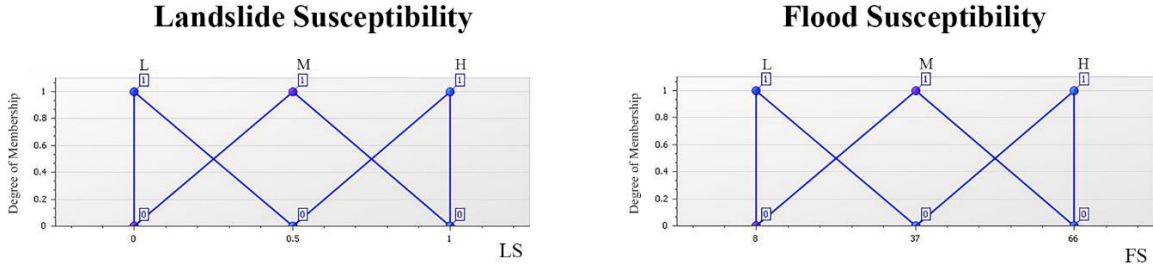 Landslide Susceptibility
L M H
1 1 1
Degree of Membership
1
0.8
0.6
0.4
0.2
0
0 0 0
0 0.5 1
LS
Flood Susceptibility
L M H
1 1 1
Degree of Membership
1
0.8
0.6
0.4
0.2
0
0 0 0
8 37 66
FS